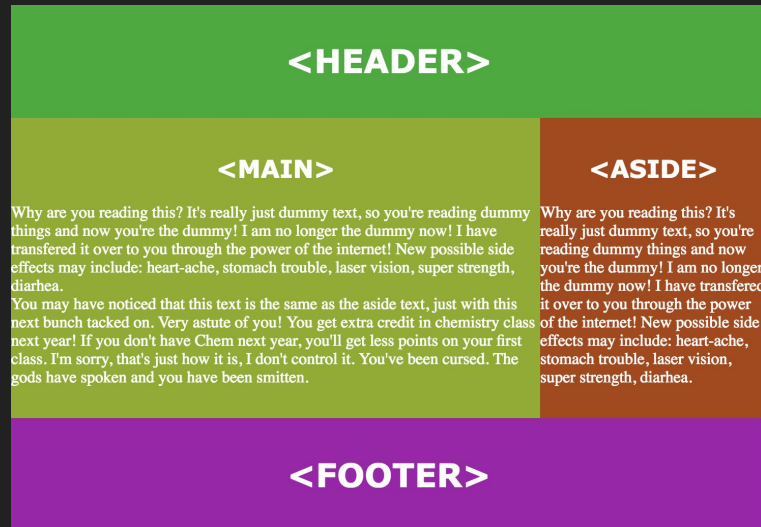 <HEADER>
<MAIN>
Why are you reading this? It's really just dummy text, so you're reading dummy
things and now you're the dummy! I am no longer the dummy now! I have
transfered it over to you through the power of the internet! New possible side
effects may include: heart-ache, stomach trouble, laser vision, super strength,
diarhea.
You may have noticed that this text is the same as the aside text, just with this
next bunch tacked on. Very astute of you! You get extra credit in chemistry class
next year! If you don't have Chem next year, you'll get less points on your first
class. I'm sorry, that's just how it is, I don't control it. You've been cursed. The
gods have spoken and you have been smitten.
<ASIDE>
Why are you reading this? It's
really just dummy text, so you're
reading dummy things and now
you're the dummy! I am no longer
the dummy now! I have transfered
it over to you through the power
of the internet! New possible side
effects may include: heart-ache,
stomach trouble, laser vision,
super strength, diarhea.
<FOOTER>